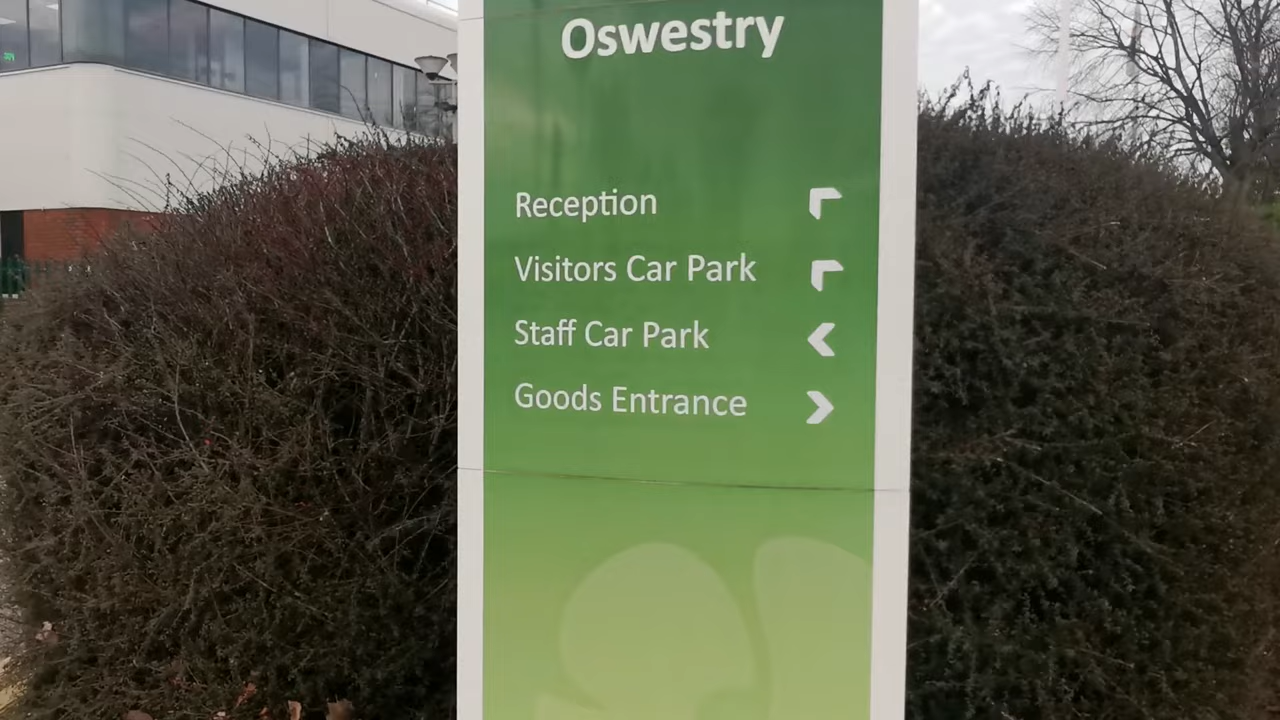 Oswestry
Reception
Visitors Car Park
Staff Car Park
Goods Entrance